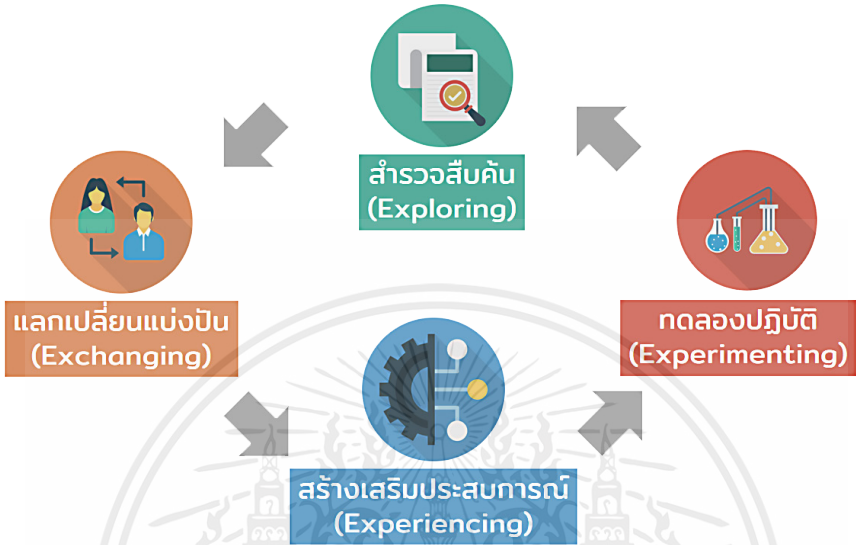 สำรวจสืบค้น
(Exploring)
แลกเปลี่ยนแบ่งปัน
(Exchanging)
ทดลองปฏิบัติ
(Experimenting)
สร้างเสริมประสบการณ์
(Experiencing)